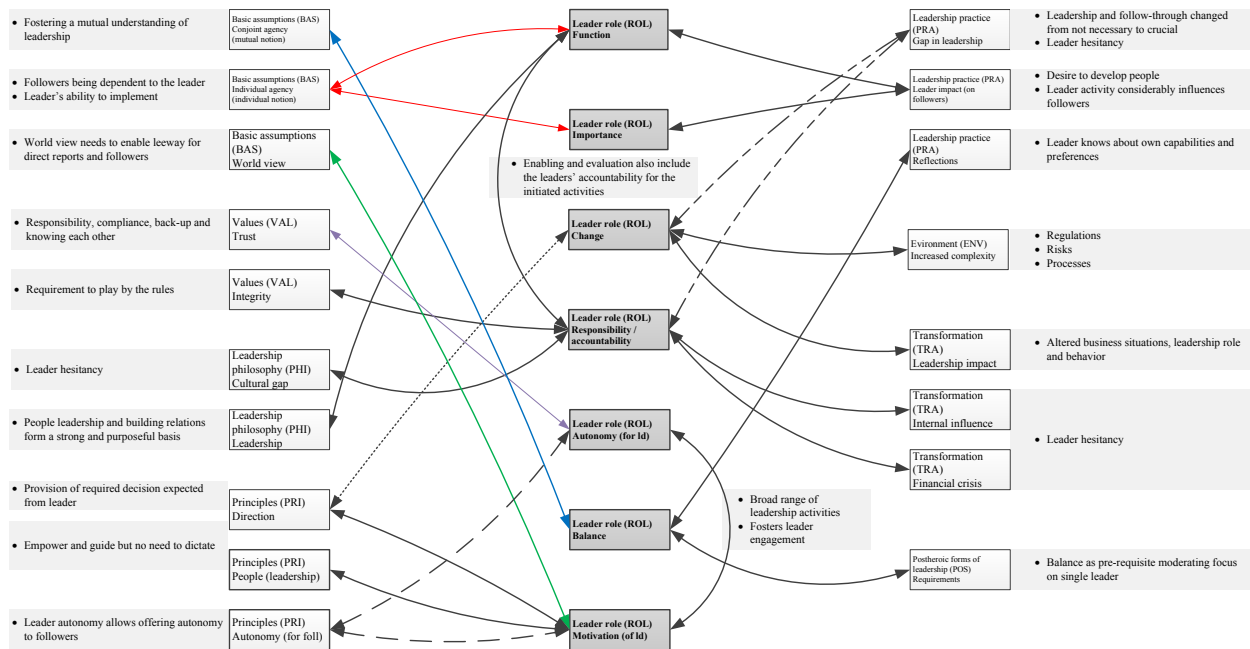 • Fostering a mutual understanding of
leadership
Basic assumptions (BAS)
Conjoint agency
(mutual notion)
• Followers being dependent to the leader
• Leader's ability to implement
Basic assumptions (BAS)
Individual agency
(individual notion)
• World view needs to enable leeway for
direct reports and followers
Basic assumptions
(BAS)
World view
• Responsibility, compliance, back-up and
knowing each other
Values (VAL)
Trust
• Requirement to play by the rules
Values (VAL)
Integrity
• Leader hesitancy
Leadership
philosophy (PHI)
Cultural gap
• People leadership and building relations
form a strong and purposeful basis
Leadership
philosophy (PHI)
Leadership
• Provision of required decision expected
from leader
Principles (PRI)
Direction
• Empower and guide but no need to dictate
Principles (PRI)
People (leadership)
• Leader autonomy allows offering autonomy
to followers
Principles (PRI)
Autonomy (for foll)
Leader role (ROL)
Function
Leader role (ROL)
Importance
• Enabling and evaluation also include
the leaders' accountability for the
initiated activities
Leader role (ROL)
Change
Leader role (ROL)
Responsibility /
accountability
Leader role (ROL)
Autonomy (for ld)
• Broad range of
leadership activities
• Fosters leader
engagement
Leader role (ROL)
Balance
Leader role (ROL)
Motivation (of ld)
Leadership practice
(PRA)
Gap in leadership
• Leadership and follow-through changed
from not necessary to crucial
• Leader hesitancy
Leadership practice (PRA)
Leader impact (on
followers)
• Desire to develop people
• Leader activity considerably influences
followers
Leadership practice
(PRA)
Reflections
• Leader knows about own capabilities and
preferences
Evironment (ENV)
Increased complexity
• Regulations
• Risks
• Processes
Transformation
(TRA)
Leadership impact
• Altered business situations, leadership role
and behavior
Transformation
(TRA)
Internal influence
Transformation
(TRA)
Financial crisis
• Leader hesitancy
Postheroic forms of
leadership (POS)
Requirements
• Balance as pre-requisite moderating focus
on single leader